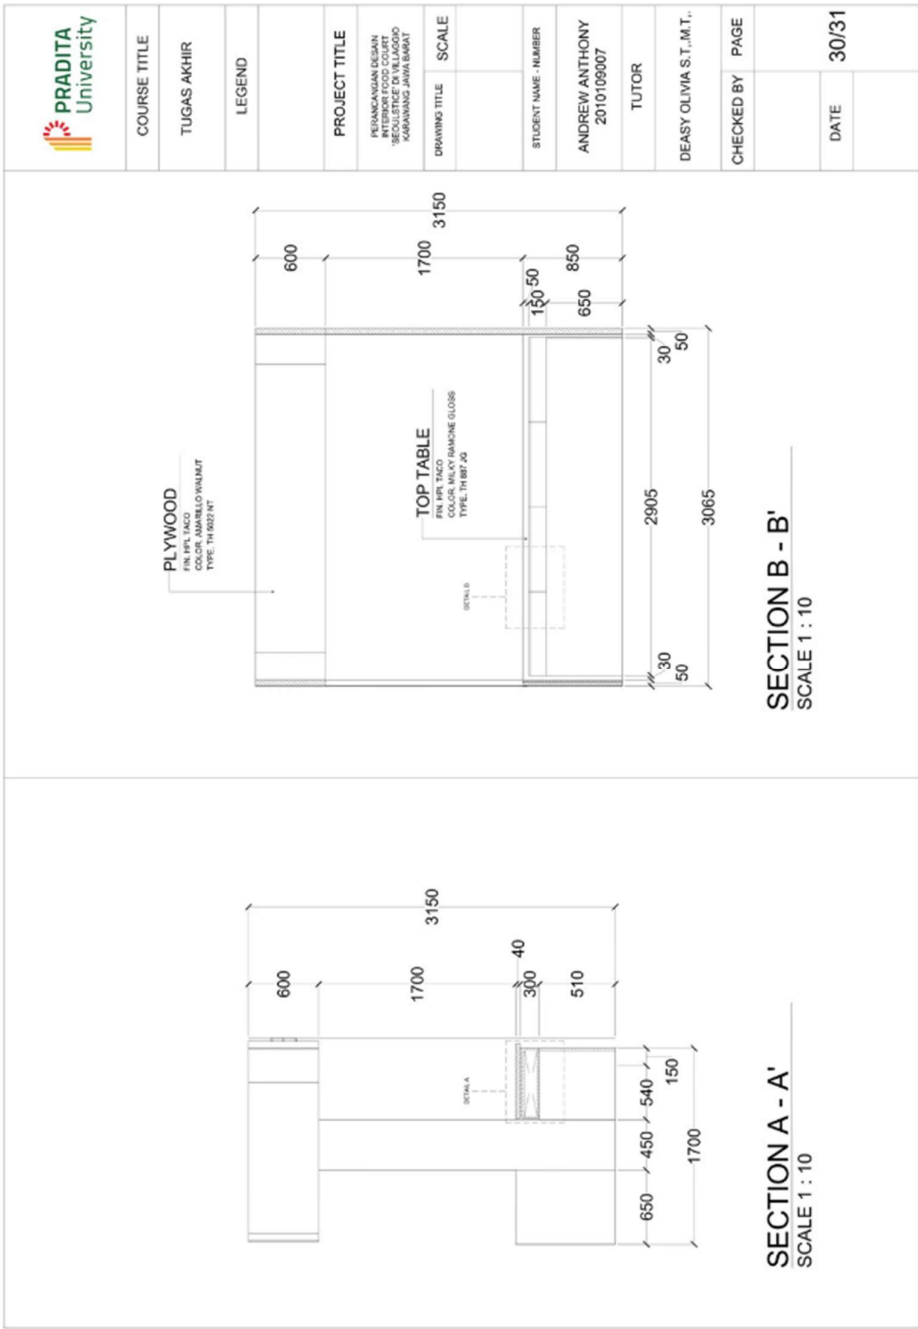 PRADITA
University
COURSE TITLE
TUGAS AKHIR
LEGEND
PROJECT TITLE
PERANCANGAN DESAIN
INTERIOR FOOD COURT
"SEOULSTICE" DI VILLAGGIO
KARAWANG JAWA BARAT
DRAWING TITLE
SCALE
STUDENT NAME - NUMBER
ANDREW ANTHONY
2010109007
TUTOR
DEASY OLIVIA S.T.,M.T,.
CHECKED BY
PAGE
30/31
DATE
600
1700
3150
40
300
510
DETAIL A
650
450
540
150
1700
SECTION A - A'
SCALE 1 : 10
PLYWOOD
FIN. HPL TACO
COLOR. AMARILLO WALNUT
TYPE. TH 5022 NT
TOP TABLE
FIN. HPL TACO
COLOR. MILKY RAMONE GLOSS
TYPE. TH 887 JG
DETAIL B
600
1700
3150
50
150
850
650
30
50
2905
30
50
3065
SECTION B - B'
SCALE 1 : 10